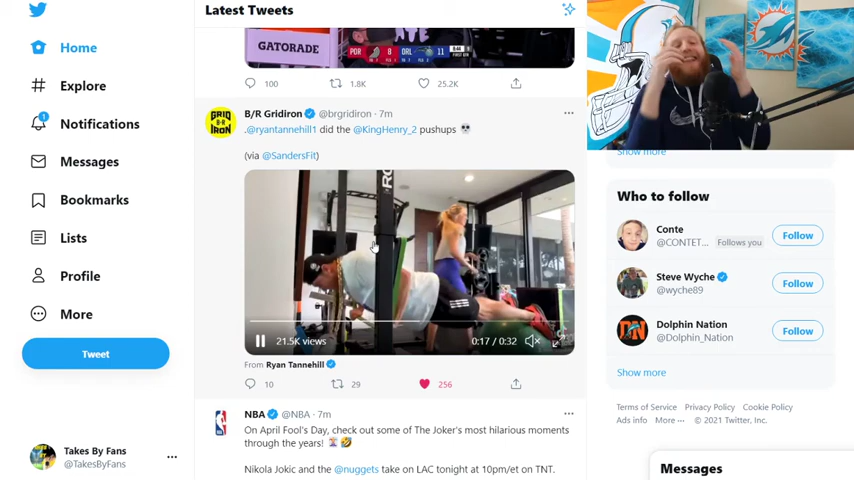 Home
Explore
1
Notifications
Messages
Bookmarks
Lists
Profile
More
Tweet
Takes By Fans
@TakesByFans
Latest Tweets
GATORADE
POR 8 ORL 11
100 1.8K 25.2K
GRID
B/R
IRON
B/R Gridiron @brgridiron · 7m
.@ryantannehill1 did the @KingHenry_2 pushups 💀
(via @SandersFit)
21.5K views 0:17 / 0:32
From Ryan Tannehill
10 29 256
NBA @NBA · 7m
On April Fool's Day, check out some of The Joker's most hilarious moments
through the years! 🃏🤣
Nikola Jokic and the @nuggets take on LAC tonight at 10pm/et on TNT.
Show more
Who to follow
Conte
@CONTET... Follows you
Follow
Steve Wyche
@wyche89
Follow
Dolphin Nation
@Dolphin_Nation
Follow
Show more
Terms of Service Privacy Policy Cookie Policy
Ads info More ··· © 2021 Twitter, Inc.
Messages